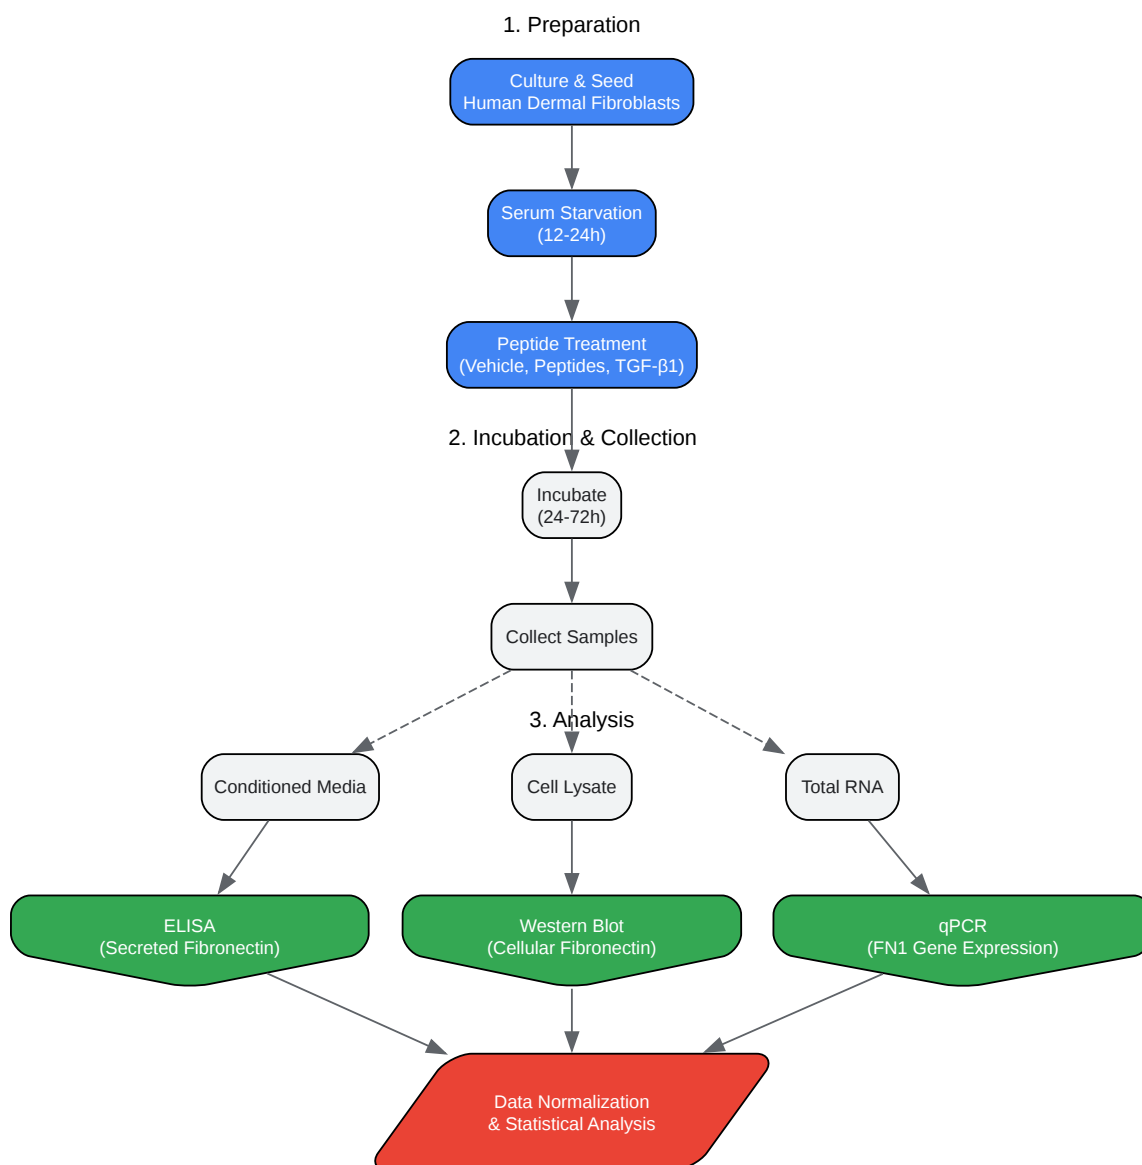 1. Preparation
Culture & Seed
Human Dermal Fibroblasts
Serum Starvation
(12-24h)
Peptide Treatment
(Vehicle, Peptides, TGF-β1)
2. Incubation & Collection
Incubate
(24-72h)
Collect Samples
3. Analysis
Conditioned Media
Cell Lysate
Total RNA
ELISA
(Secreted Fibronectin)
Western Blot
(Cellular Fibronectin)
qPCR
(FN1 Gene Expression)
Data Normalization
& Statistical Analysis